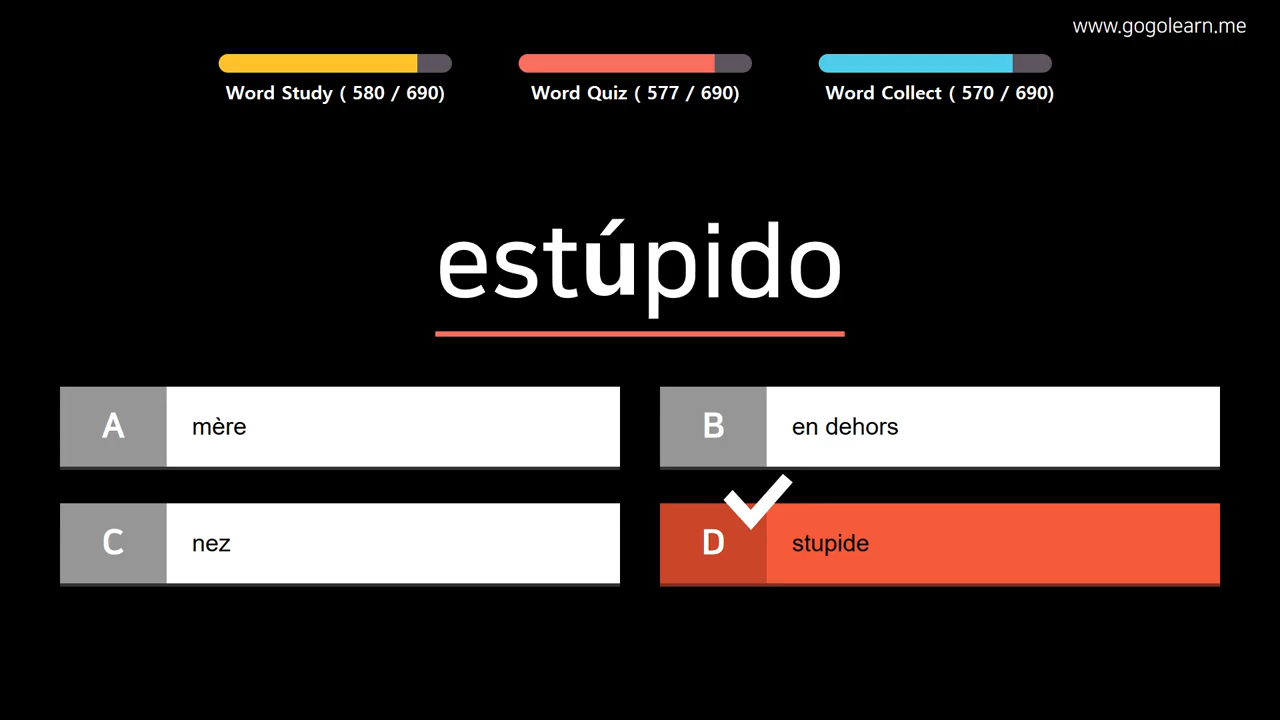 www.gogolearn.me
Word Study ( 580 / 690)
Word Quiz ( 577 / 690)
Word Collect ( 570 / 690)
estúpido
A mère
B en dehors
C nez
D stupide